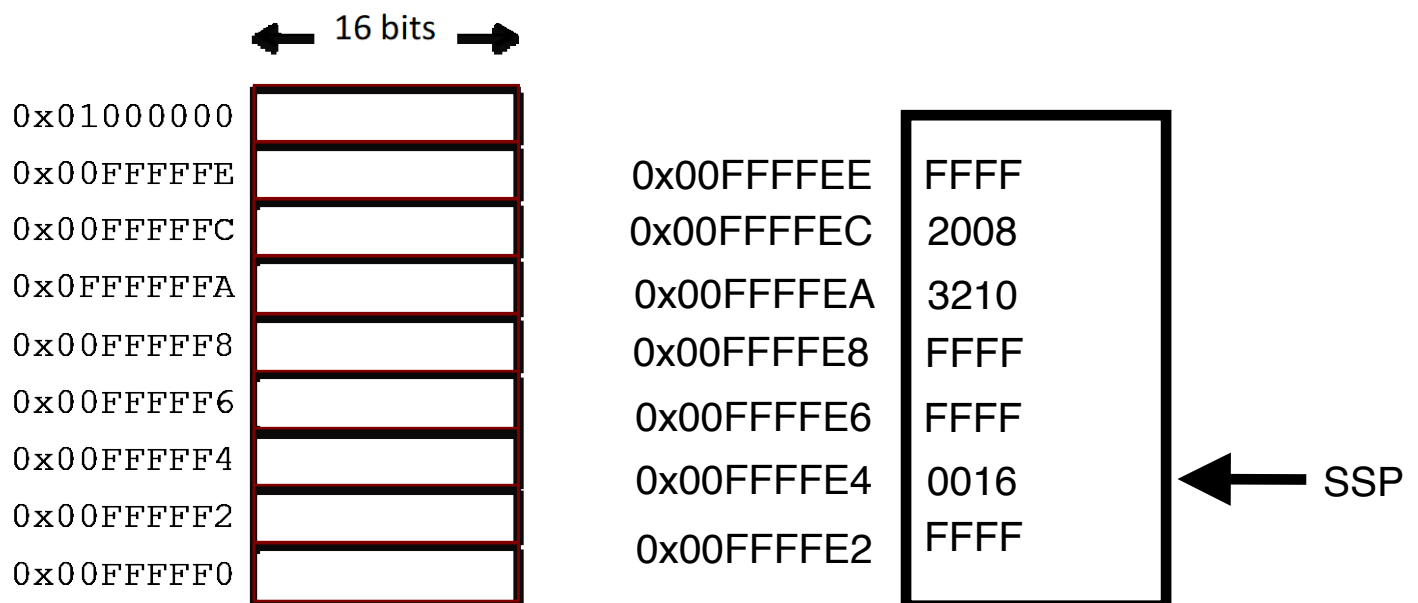 16 bits
0x01000000
0x00FFFFFE
0x00FFFFFC
0x0FFFFFFA
0x00FFFFF8
0x00FFFFF6
0x00FFFFF4
0x00FFFFF2
0x00FFFFF0
0x00FFFFEE FFFF
0x00FFFFEC 2008
0x00FFFFEA 3210
0x00FFFFE8 FFFF
0x00FFFFE6 FFFF
0x00FFFFE4 0016 SSP
0x00FFFFE2 FFFF